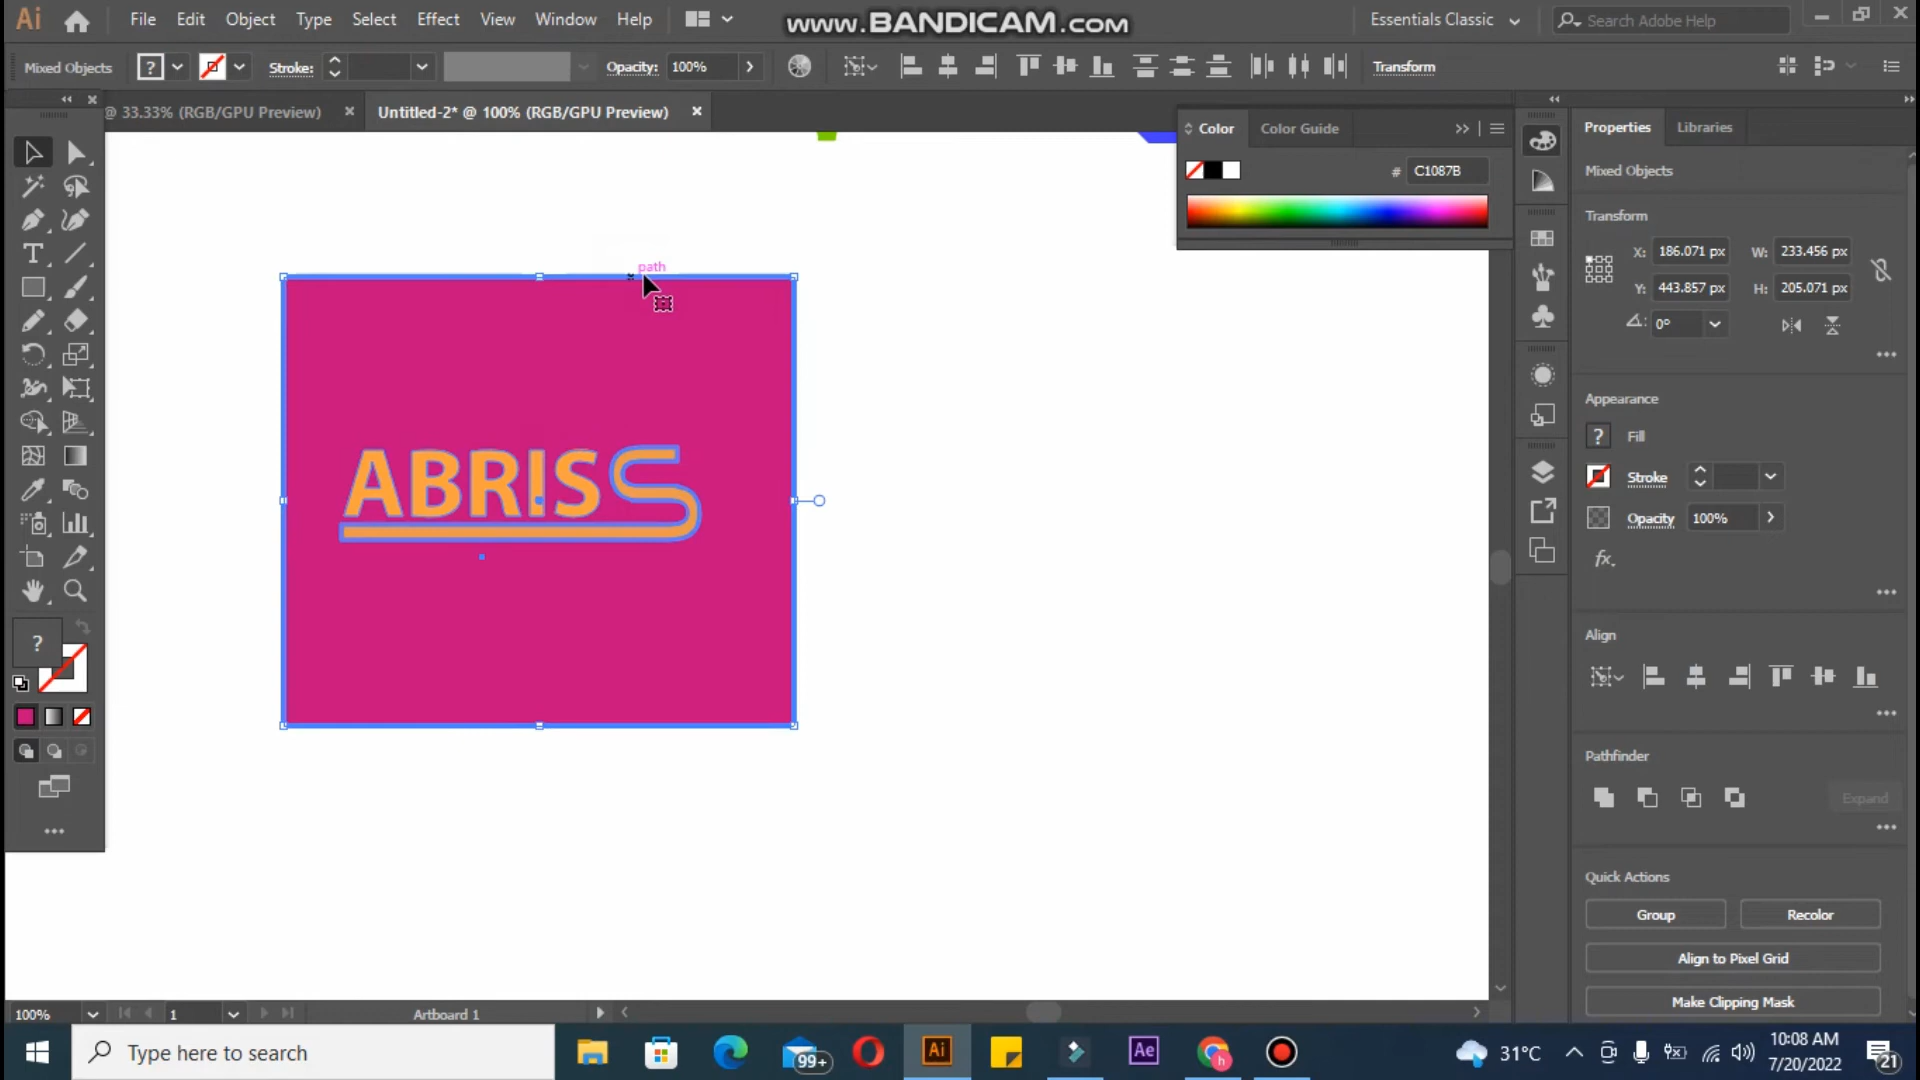 Ai File Edit Object Type Select Effect View Window Help
www.BANDICAM.com
Essentials Classic
Search Adobe Help
Mixed Objects ? Stroke: Opacity: 100% Transform
@ 33.33% (RGB/GPU Preview) × Untitled-2* @ 100% (RGB/GPU Preview) ×
Color Color Guide
# C1087B
Properties Libraries
Mixed Objects
Transform
X: 186.071 px W: 233.456 px
Y: 443.857 px H: 205.071 px
0°
Appearance
? Fill
Stroke
Opacity 100%
fx.
Align
Pathfinder
Expand
Quick Actions
Group Recolor
Align to Pixel Grid
Make Clipping Mask
path
ABR!S
?
100% 1 Artboard 1
Type here to search
99+
Ai
Ae
h
31°C
10:08 AM
7/20/2022
21